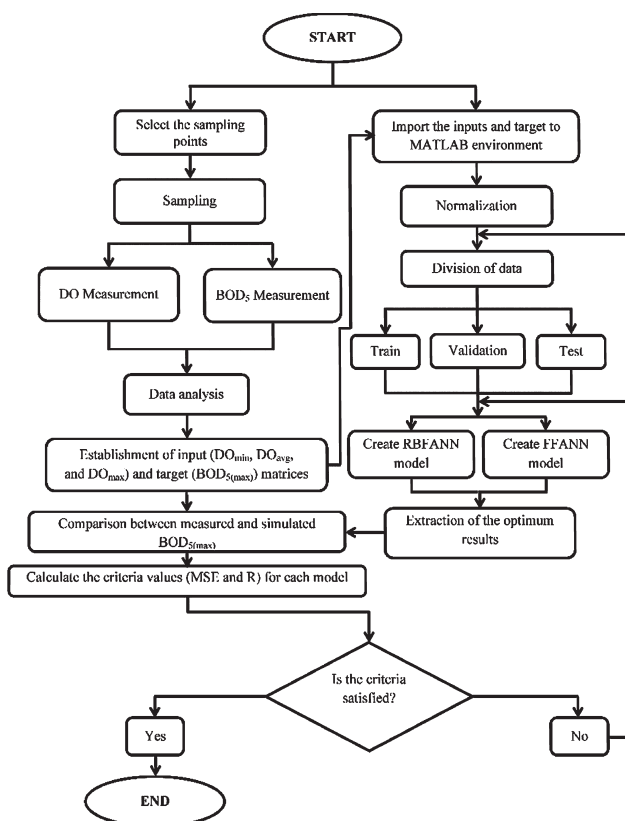 START
Select the sampling
points
Import the inputs and target to
MATLAB environment
Sampling
Normalization
DO Measurement
BOD₅ Measurement
Division of data
Train
Validation
Test
Data analysis
Establishment of input (DOmin, DOavg,
and DOmax) and target (BOD5(max)) matrices
Create RBFANN
model
Create FFANN
model
Comparison between measured and simulated
BOD5(max)
Extraction of the optimum
results
Calculate the criteria values (MSE and R) for each model
Is the criteria
satisfied?
Yes
No
END